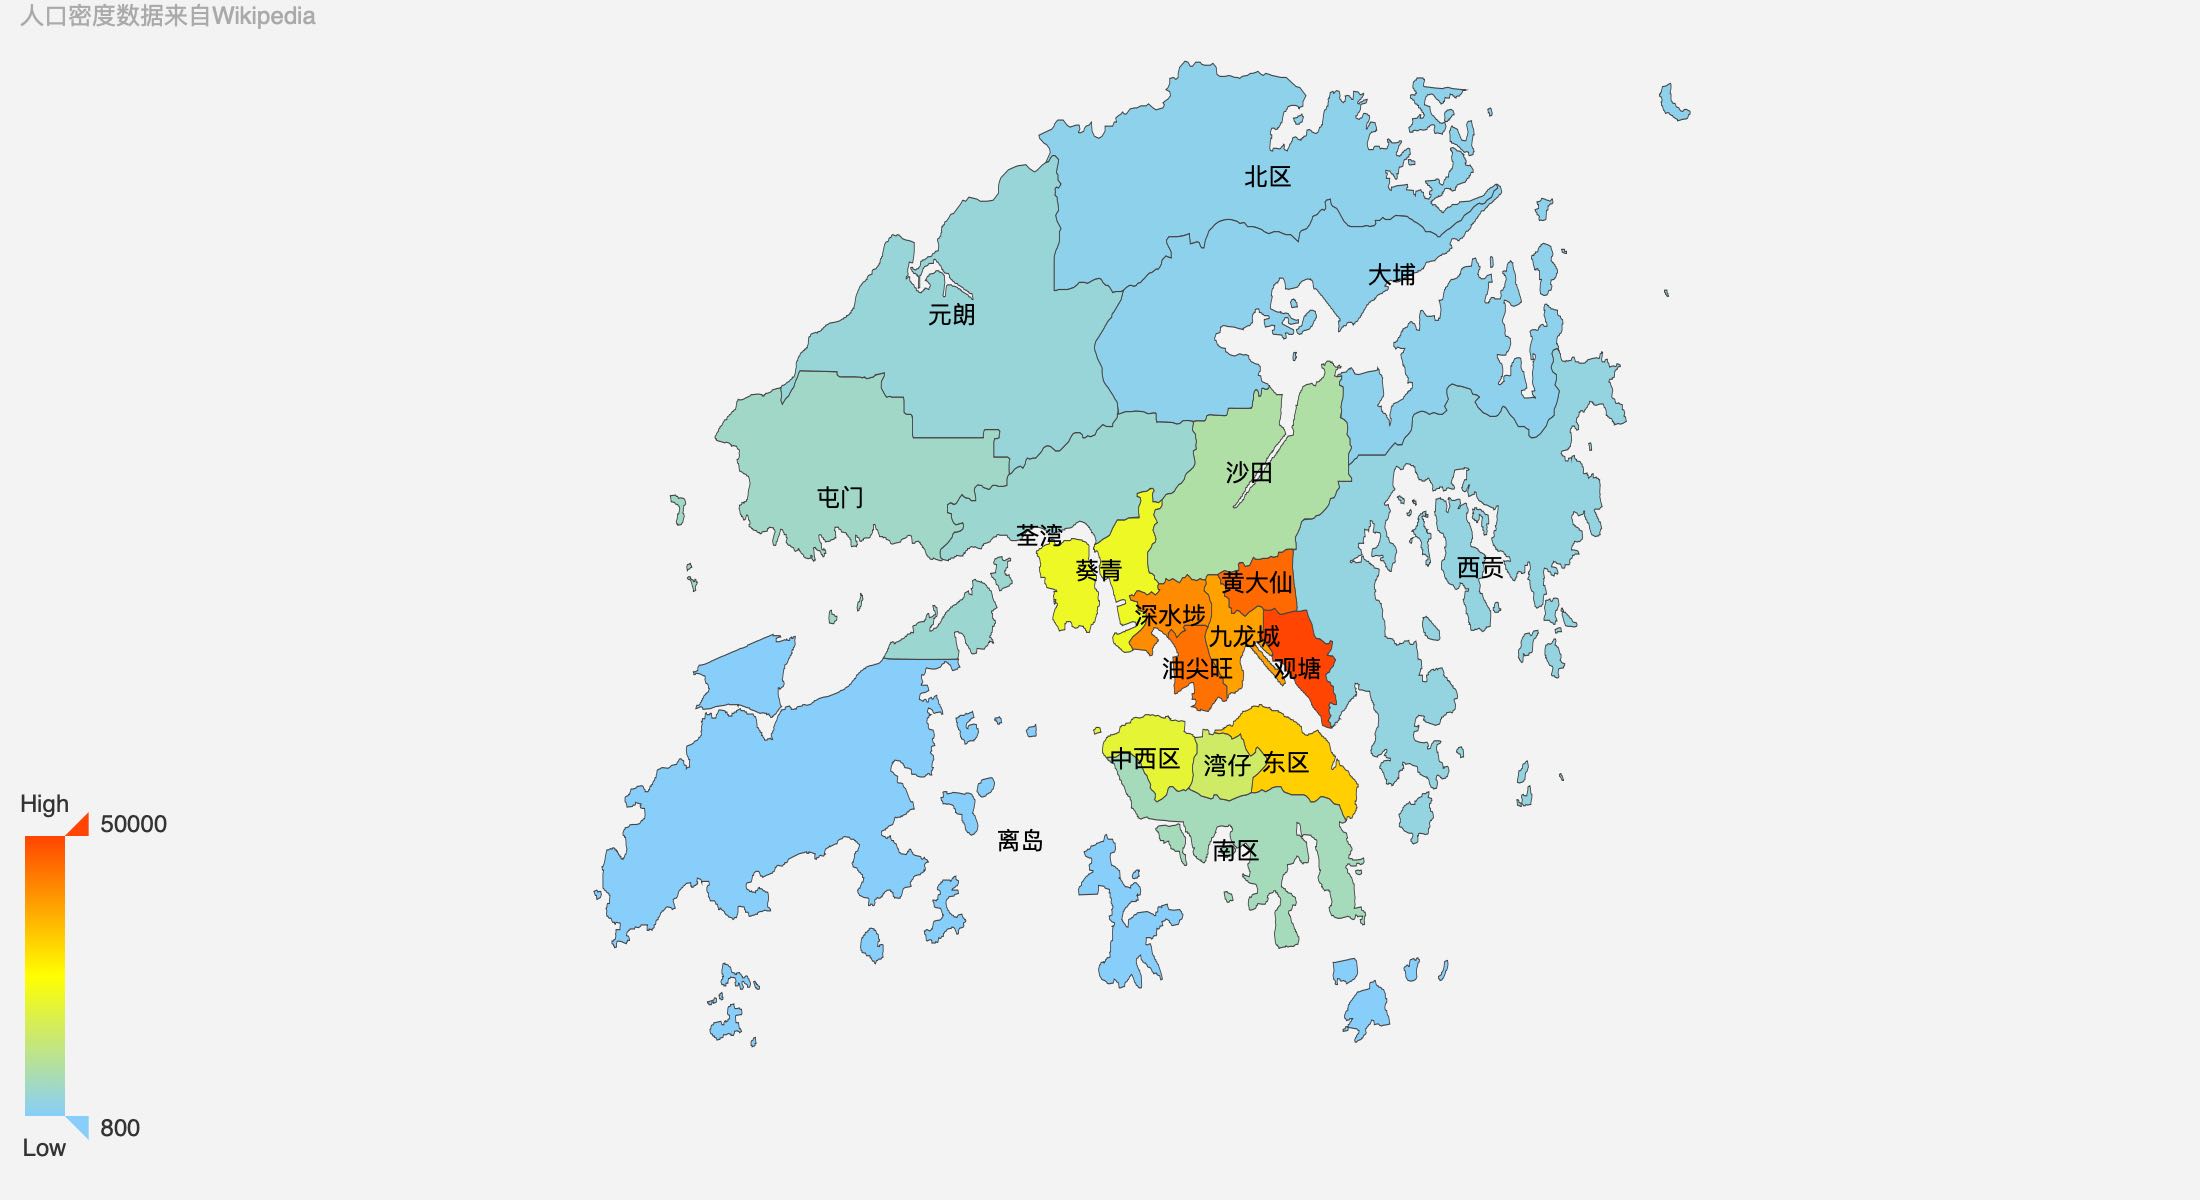 人口密度数据来自Wikipedia
北区
大埔
元朗
沙田
屯门
荃湾
葵青
西贡
黄大仙
深水埗
九龙城
油尖旺
观塘
中西区
湾仔
东区
离岛
南区
High
50000
800
Low